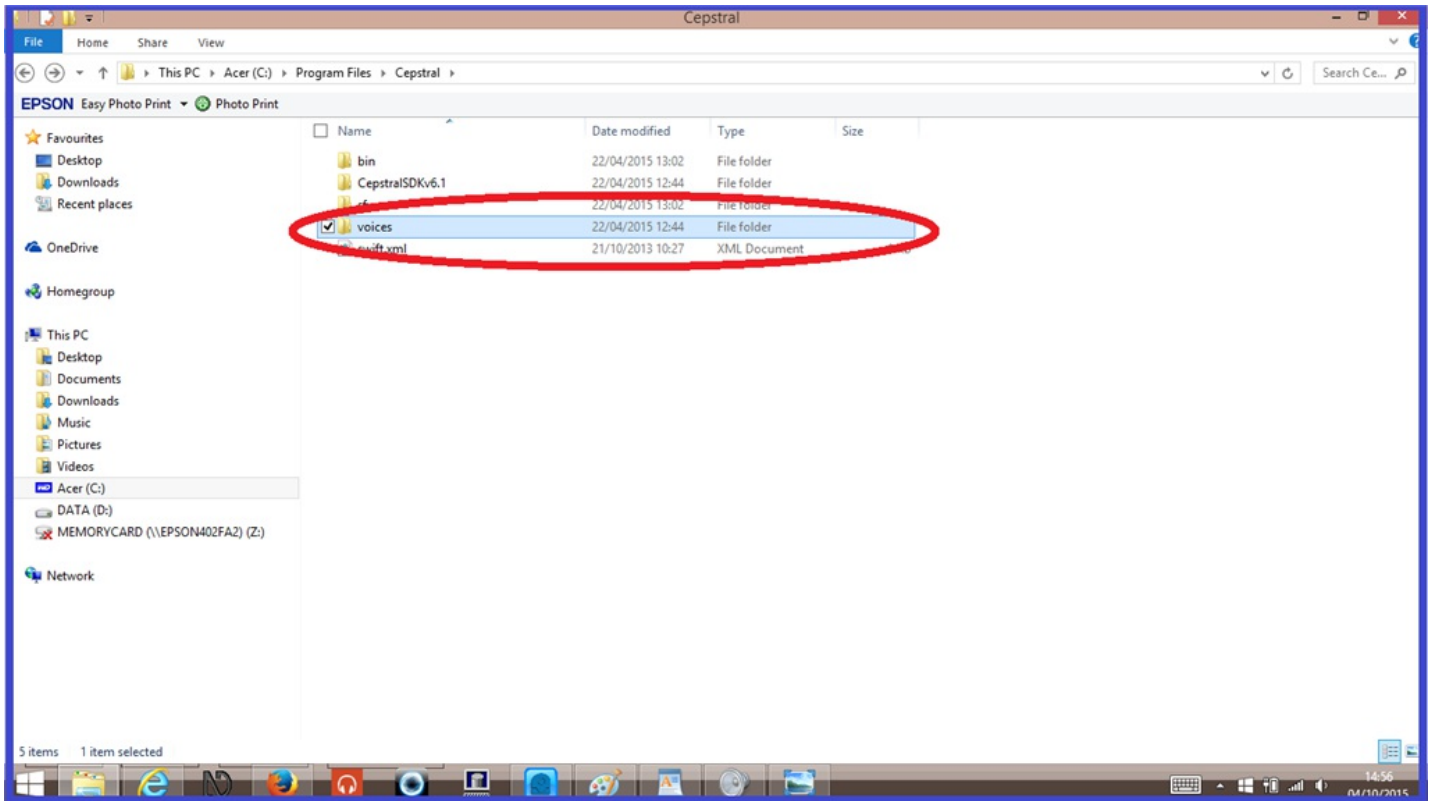 Cepstral
File Home Share View
This PC Acer (C:) Program Files Cepstral
Search Ce...
EPSON Easy Photo Print Photo Print
Name Date modified Type Size
Favourites
Desktop
Downloads
Recent places
OneDrive
Homegroup
This PC
Desktop
Documents
Downloads
Music
Pictures
Videos
Acer (C:)
DATA (D:)
MEMORYCARD (\\EPSON402FA2) (Z:)
Network
bin 22/04/2015 13:02 File folder
CepstralSDKv6.1 22/04/2015 12:44 File folder
22/04/2015 13:02 File folder
voices 22/04/2015 12:44 File folder
swift.xml 21/10/2013 10:27 XML Document
5 items 1 item selected
14:56
04/10/2015